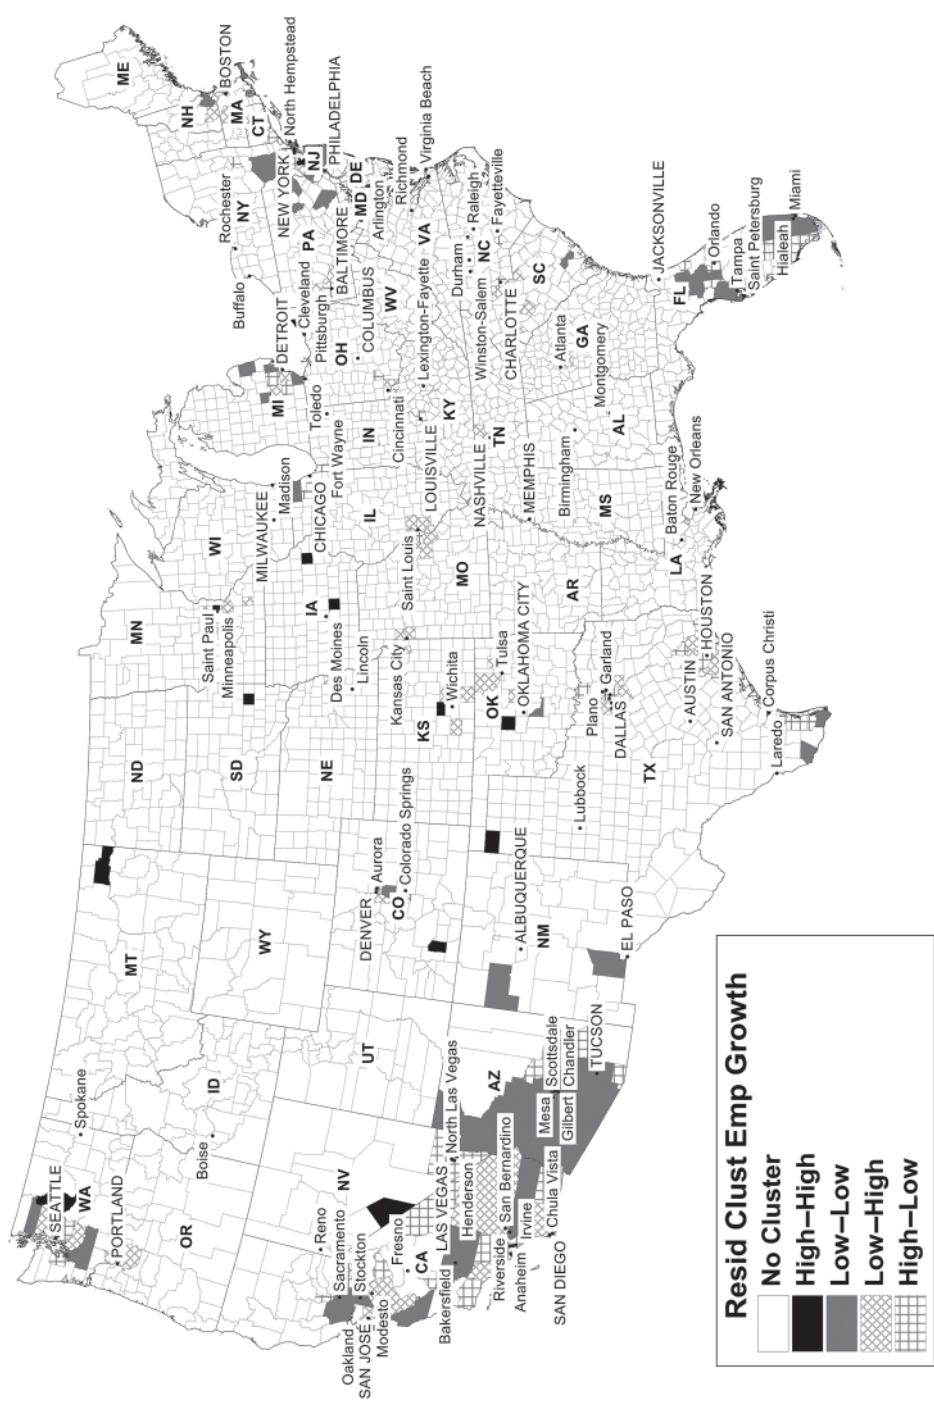 SEATTLE
WA
Spokane
PORTLAND
OR
Boise
ID
MT
ND
MN
Saint Paul
Minneapolis
WI
MILWAUKEE
Madison
MI
DETROIT
Buffalo
Rochester
NY
NH
ME
MA
BOSTON
CT
North Hempstead
NEW YORK
NJ
PHILADELPHIA
PA
Cleveland
Pittsburgh
Toledo
Fort Wayne
CHICAGO
IA
Des Moines
SD
WY
NE
Lincoln
IL
IN
OH
COLUMBUS
BALTIMORE
MD
DE
Arlington
Richmond
Virginia Beach
VA
WV
Cincinnati
Lexington-Fayette
LOUISVILLE
KY
Saint Louis
MO
Kansas City
KS
Wichita
DENVER
Aurora
CO
Colorado Springs
UT
NV
Reno
Sacramento
Stockton
Oakland
SAN JOSE
Modesto
Fresno
CA
Bakersfield
LAS VEGAS
North Las Vegas
Henderson
Riverside
San Bernardino
Anaheim
Irvine
Chula Vista
SAN DIEGO
AZ
Mesa
Scottsdale
Gilbert
Chandler
TUCSON
ALBUQUERQUE
NM
EL PASO
OK
Tulsa
OKLAHOMA CITY
Lubbock
Plano
Garland
DALLAS
TX
AUSTIN
SAN ANTONIO
HOUSTON
Laredo
Corpus Christi
AR
LA
Baton Rouge
New Orleans
MS
MEMPHIS
NASHVILLE
TN
Birmingham
AL
Montgomery
Atlanta
GA
CHARLOTTE
Winston-Salem
Durham
NC
Raleigh
Fayetteville
SC
JACKSONVILLE
FL
Orlando
Tampa
Saint Petersburg
Hialeah
Miami
Resid Clust Emp Growth
No Cluster
High–High
Low–Low
Low–High
High–Low